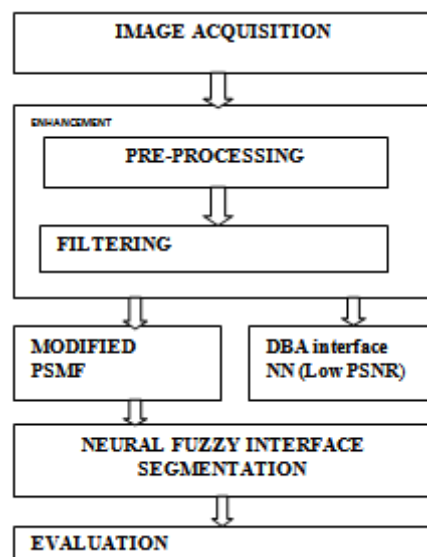 IMAGE ACQUISITION
ENHANCEMENT
PRE-PROCESSING
FILTERING
MODIFIED
PSMF
DBA interface
NN (Low PSNR)
NEURAL FUZZY INTERFACE
SEGMENTATION
EVALUATION